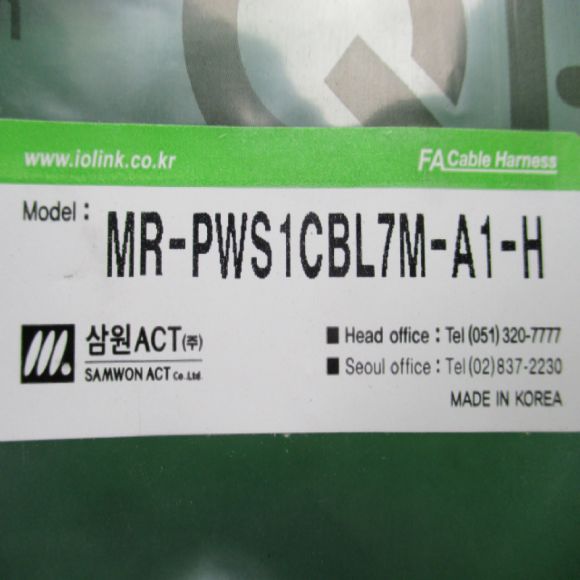 www.iolink.co.kr
FA Cable Harness
Model : MR-PWS1CBL7M-A1-H
삼원ACT(주)
SAMWON ACT Co.,Ltd.
■ Head office : Tel (051) 320-7777
■ Seoul office : Tel (02) 837-2230
MADE IN KOREA